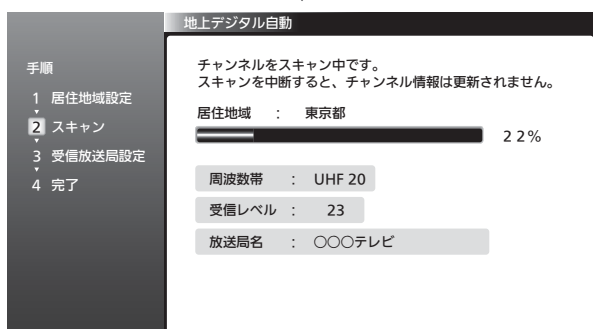 地上デジタル自動
手順
1 居住地域設定
2 スキャン
3 受信放送局設定
4 完了
チャンネルをスキャン中です。
スキャンを中断すると、チャンネル情報は更新されません。
居住地域 : 東京都
22%
周波数帯 : UHF 20
受信レベル : 23
放送局名 : ○○○テレビ